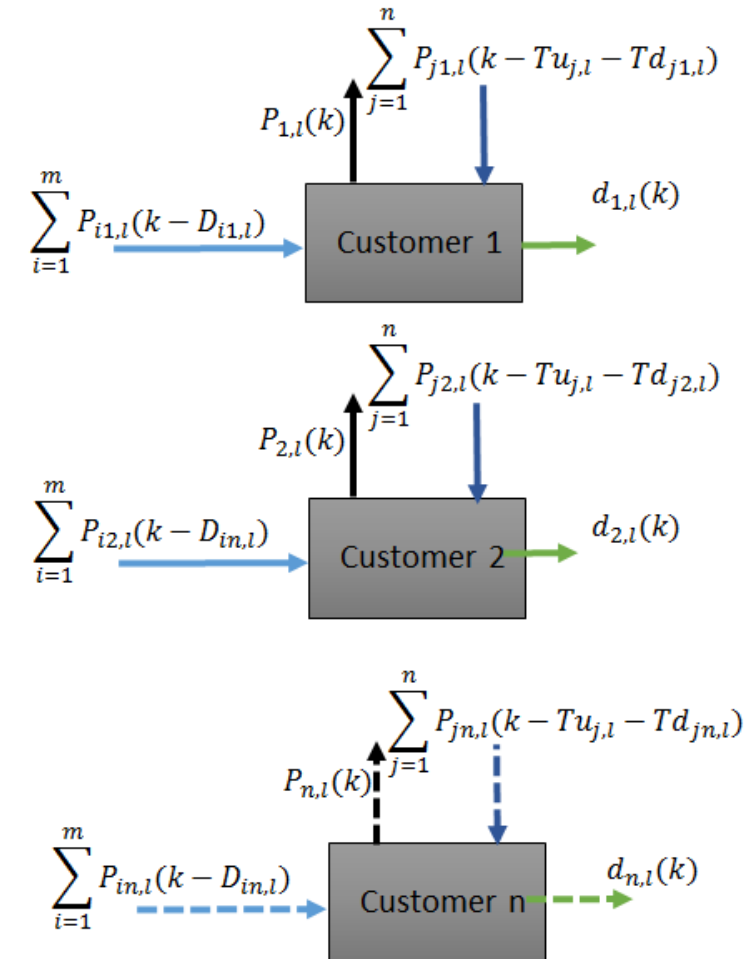 ∑_{j=1}^{n} P_{j1,l}(k − Tu_{j,l} − Td_{j1,l})
P_{1,l}(k)
∑_{i=1}^{m} P_{i1,l}(k − D_{i1,l})
Customer 1
d_{1,l}(k)
∑_{j=1}^{n} P_{j2,l}(k − Tu_{j,l} − Td_{j2,l})
P_{2,l}(k)
∑_{i=1}^{m} P_{i2,l}(k − D_{in,l})
Customer 2
d_{2,l}(k)
∑_{j=1}^{n} P_{jn,l}(k − Tu_{j,l} − Td_{jn,l})
P_{n,l}(k)
∑_{i=1}^{m} P_{in,l}(k − D_{in,l})
Customer n
d_{n,l}(k)